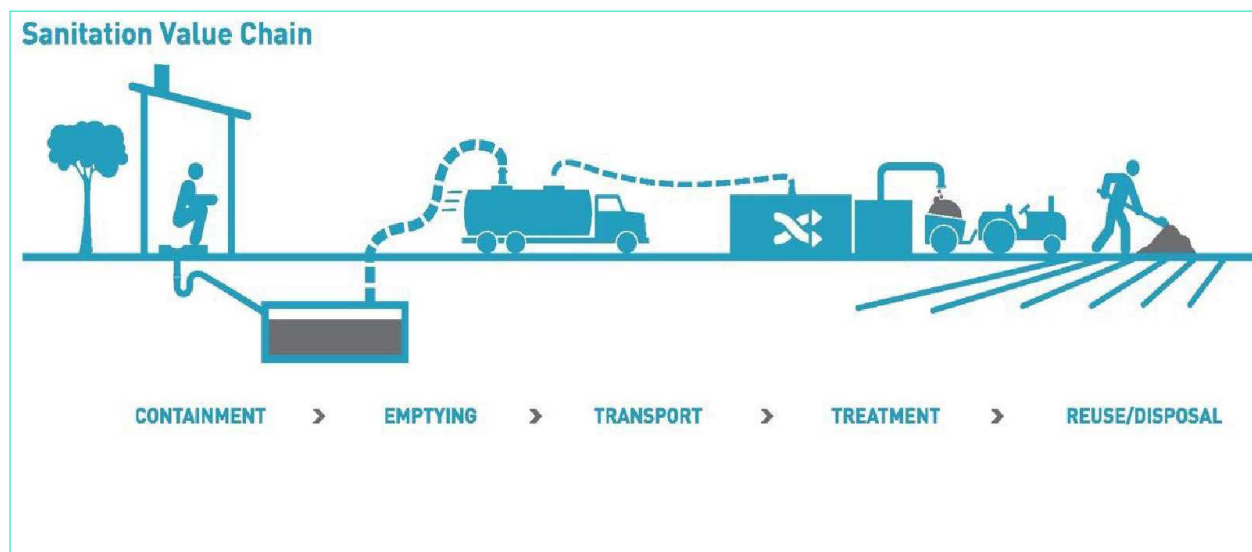 Sanitation Value Chain
CONTAINMENT > EMPTYING > TRANSPORT > TREATMENT > REUSE/DISPOSAL